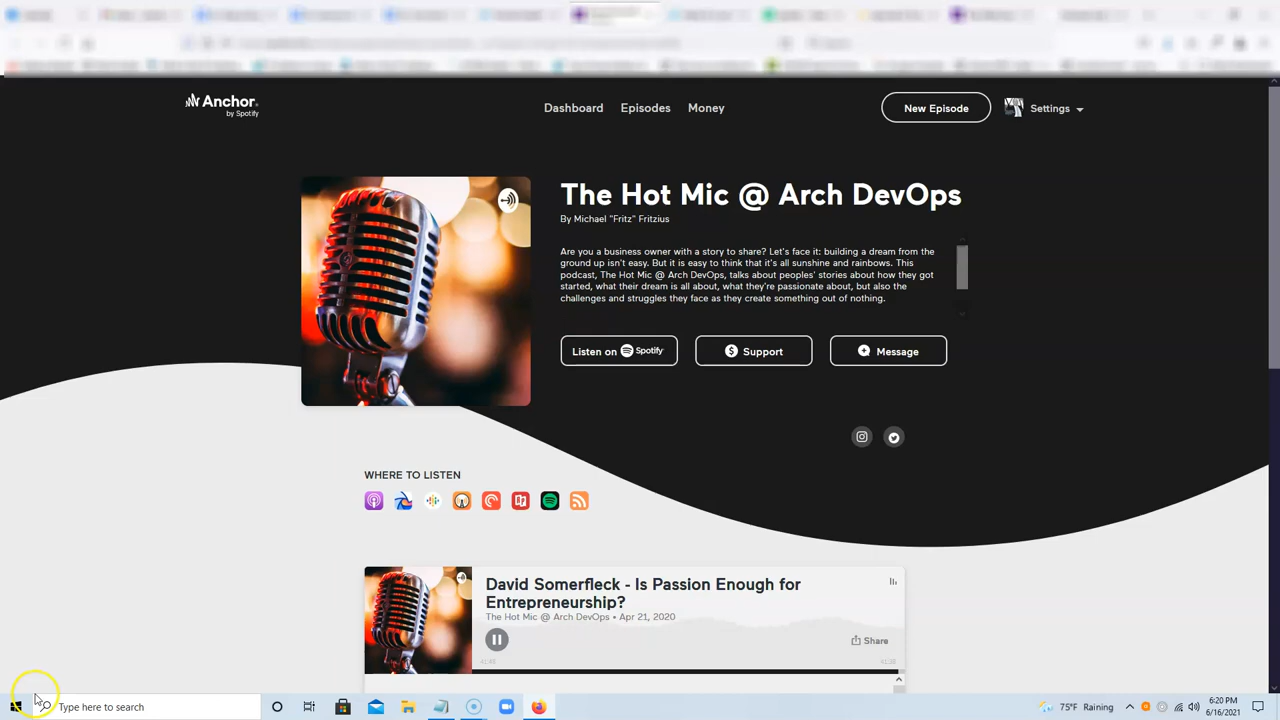 Anchor
by Spotify
Dashboard
Episodes
Money
New Episode
Settings
The Hot Mic @ Arch DevOps
By Michael "Fritz" Fritzius
Are you a business owner with a story to share? Let's face it: building a dream from the
ground up isn't easy. But it is easy to think that it's all sunshine and rainbows. This
podcast, The Hot Mic @ Arch DevOps, talks about peoples' stories about how they got
started, what their dream is all about, what they're passionate about, but also the
challenges and struggles they face as they create something out of nothing.
Listen on Spotify
Support
Message
WHERE TO LISTEN
David Somerfleck - Is Passion Enough for
Entrepreneurship?
The Hot Mic @ Arch DevOps • Apr 21, 2020
Share
Type here to search
75°F Raining
6:20 PM
6/16/2021